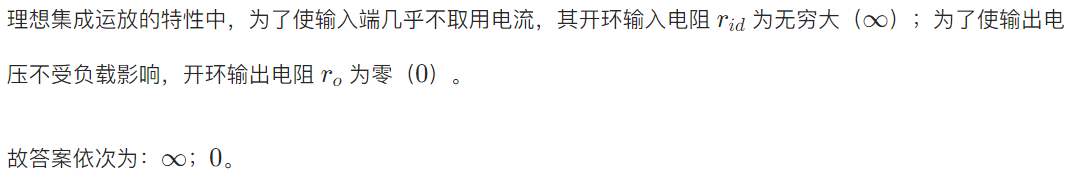 理想集成运放的特性中，为了使输入端几乎不取用电流，其开环输入电阻 $r_{id}$ 为无穷大（∞）；为了使输出电
压不受负载影响，开环输出电阻 $r_o$ 为零（0）。
故答案依次为：∞；0。